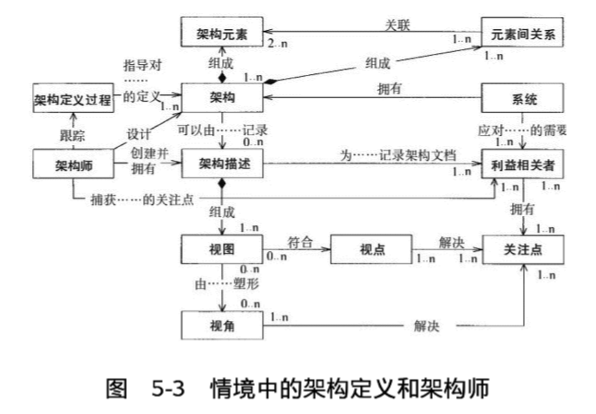 架构元素
2..n
关联
1..n
元素间关系
指导对
……
的定义
组成
1..n
组成
1..n
架构定义过程
1..n
架构
拥有
系统
跟踪
设计
可以由……记录
0..n
应对……的需要
1..n
架构师
创建并
拥有
架构描述
为……记录架构文档
1..n
利益相关者
捕获……的关注点
1..n
1..n
组成
拥有
1..n
1..n
视图
0..n
符合
视点
1..n
解决
1..n
关注点
0..n
1..n
由……塑形
0..n
视角
1..n
解决
图 5-3 情境中的架构定义和架构师